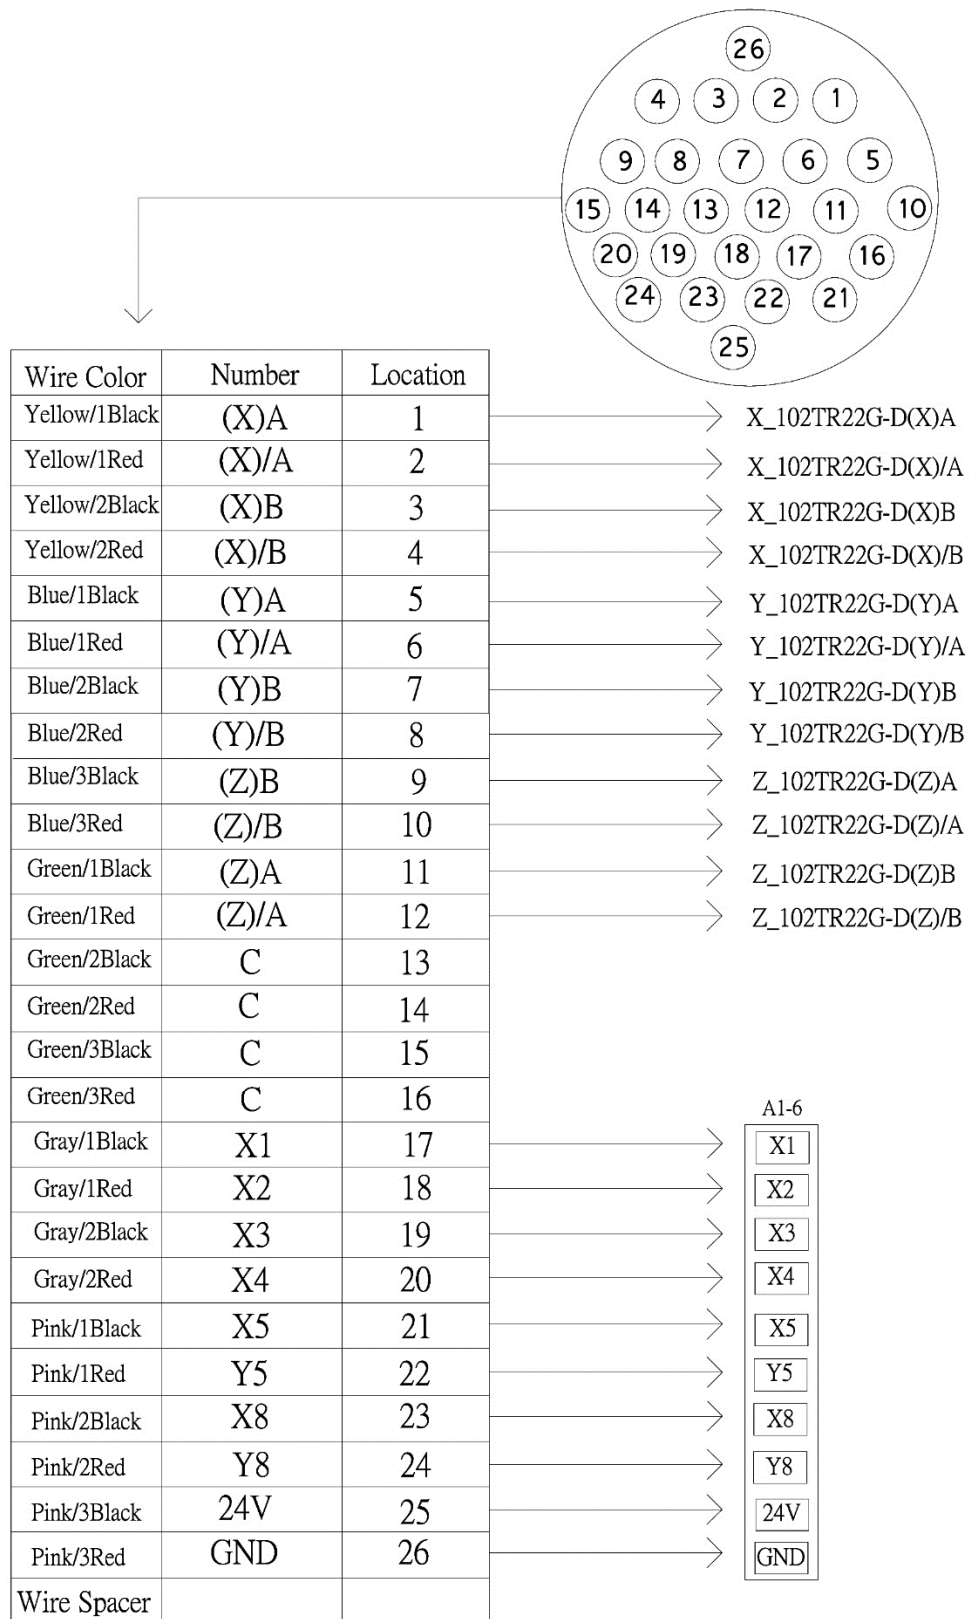 26
4 3 2 1
9 8 7 6 5
15 14 13 12 11 10
20 19 18 17 16
24 23 22 21
25
Wire Color Number Location
Yellow/1Black (X)A 1 X_102TR22G-D(X)A
Yellow/1Red (X)/A 2 X_102TR22G-D(X)/A
Yellow/2Black (X)B 3 X_102TR22G-D(X)B
Yellow/2Red (X)/B 4 X_102TR22G-D(X)/B
Blue/1Black (Y)A 5 Y_102TR22G-D(Y)A
Blue/1Red (Y)/A 6 Y_102TR22G-D(Y)/A
Blue/2Black (Y)B 7 Y_102TR22G-D(Y)B
Blue/2Red (Y)/B 8 Y_102TR22G-D(Y)/B
Blue/3Black (Z)B 9 Z_102TR22G-D(Z)A
Blue/3Red (Z)/B 10 Z_102TR22G-D(Z)/A
Green/1Black (Z)A 11 Z_102TR22G-D(Z)B
Green/1Red (Z)/A 12 Z_102TR22G-D(Z)/B
Green/2Black C 13
Green/2Red C 14
Green/3Black C 15
Green/3Red C 16
A1-6
Gray/1Black X1 17 X1
Gray/1Red X2 18 X2
Gray/2Black X3 19 X3
Gray/2Red X4 20 X4
Pink/1Black X5 21 X5
Pink/1Red Y5 22 Y5
Pink/2Black X8 23 X8
Pink/2Red Y8 24 Y8
Pink/3Black 24V 25 24V
Pink/3Red GND 26 GND
Wire Spacer